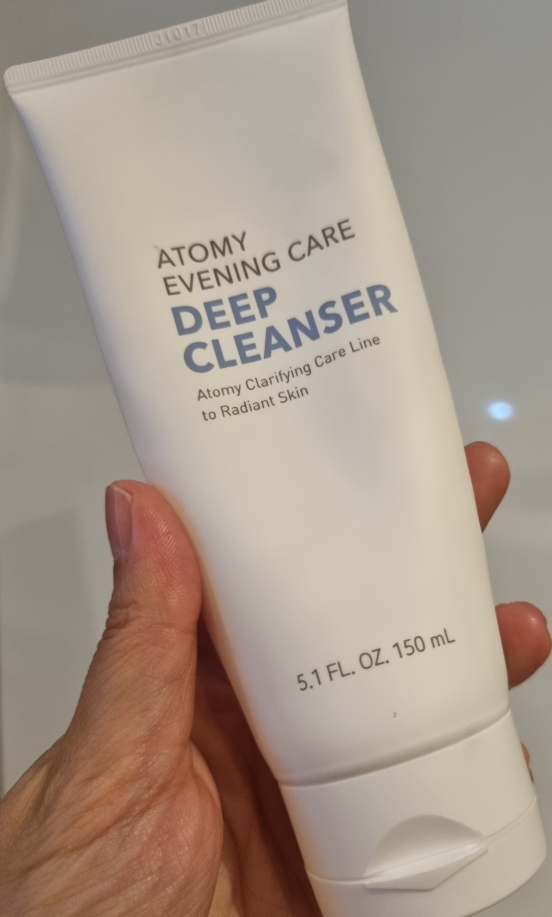 ATOMY
EVENING CARE
DEEP
CLEANSER
Atomy Clarifying Care Line
to Radiant Skin
5.1 FL. OZ. 150 mL